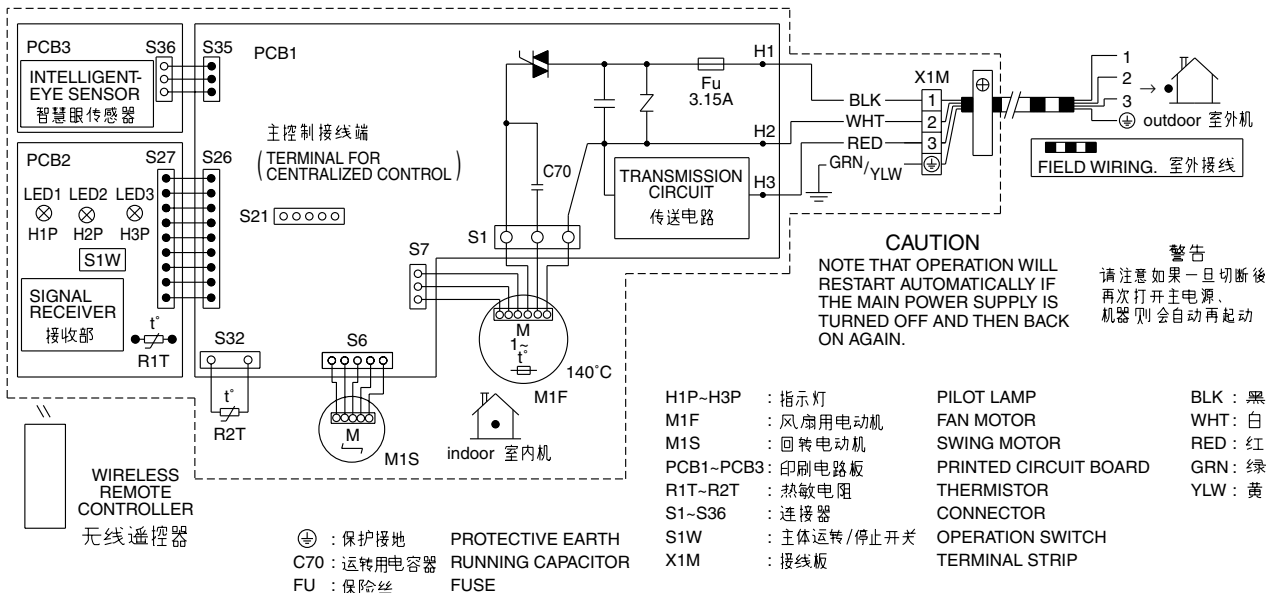 PCB3
S36
S35
PCB1
INTELLIGENT-
EYE SENSOR
智慧眼传感器
PCB2
S27
S26
LED1 LED2 LED3
H1P H2P H3P
S1W
SIGNAL
RECEIVER
接收部
t°
R1T
主控制接线端
(TERMINAL FOR
CENTRALIZED CONTROL)
S21
Fu
3.15A
H1
H2
H3
C70
TRANSMISSION
CIRCUIT
传送电路
S1
S7
S32
t°
R2T
S6
M
M1S
M
1~
t°
140°C
M1F
indoor 室内机
X1M
BLK 1
WHT 2
RED 3
GRN/YLW
1
2
3
outdoor 室外机
FIELD WIRING. 室外接线
WIRELESS
REMOTE
CONTROLLER
无线遥控器
CAUTION
NOTE THAT OPERATION WILL
RESTART AUTOMATICALLY IF
THE MAIN POWER SUPPLY IS
TURNED OFF AND THEN BACK
ON AGAIN.
警告
请注意如果一旦切断後
再次打开主电源、
机器则会自动再起动
: 保护接地 PROTECTIVE EARTH
C70 : 运转用电容器 RUNNING CAPACITOR
FU : 保险丝 FUSE
H1P~H3P : 指示灯 PILOT LAMP
M1F : 风扇用电动机 FAN MOTOR
M1S : 回转电动机 SWING MOTOR
PCB1~PCB3 : 印刷电路板 PRINTED CIRCUIT BOARD
R1T~R2T : 热敏电阻 THERMISTOR
S1~S36 : 连接器 CONNECTOR
S1W : 主体运转/停止开关 OPERATION SWITCH
X1M : 接线板 TERMINAL STRIP
BLK : 黑
WHT : 白
RED : 红
GRN : 绿
YLW : 黄